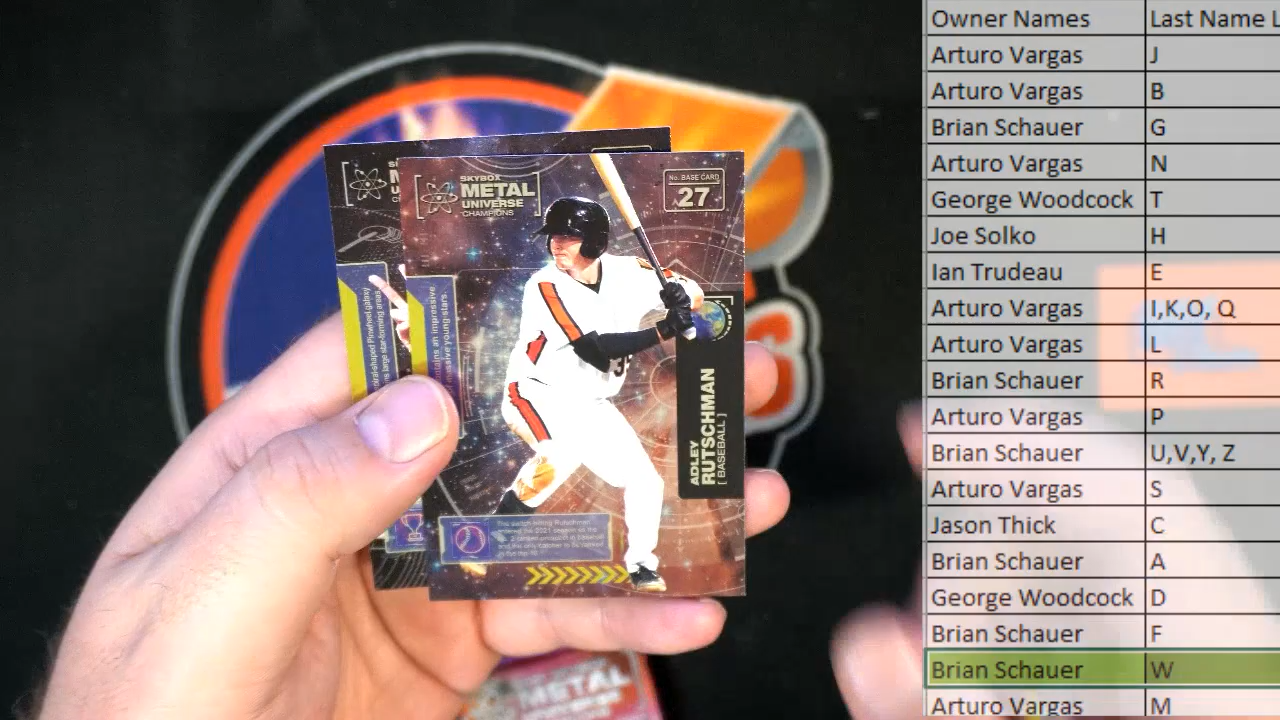 SKYBOX
METAL
UNIVERSE
CHAMPIONS
No. BASE CARD
27
ADLEY
RUTSCHMAN
[ BASEBALL ]
35
Owner Names Last Name L
Arturo Vargas J
Arturo Vargas B
Brian Schauer G
Arturo Vargas N
George Woodcock T
Joe Solko H
Ian Trudeau E
Arturo Vargas I,K,O, Q
Arturo Vargas L
Brian Schauer R
Arturo Vargas P
Brian Schauer U,V,Y, Z
Arturo Vargas S
Jason Thick C
Brian Schauer A
George Woodcock D
Brian Schauer F
Brian Schauer W
Arturo Vargas M